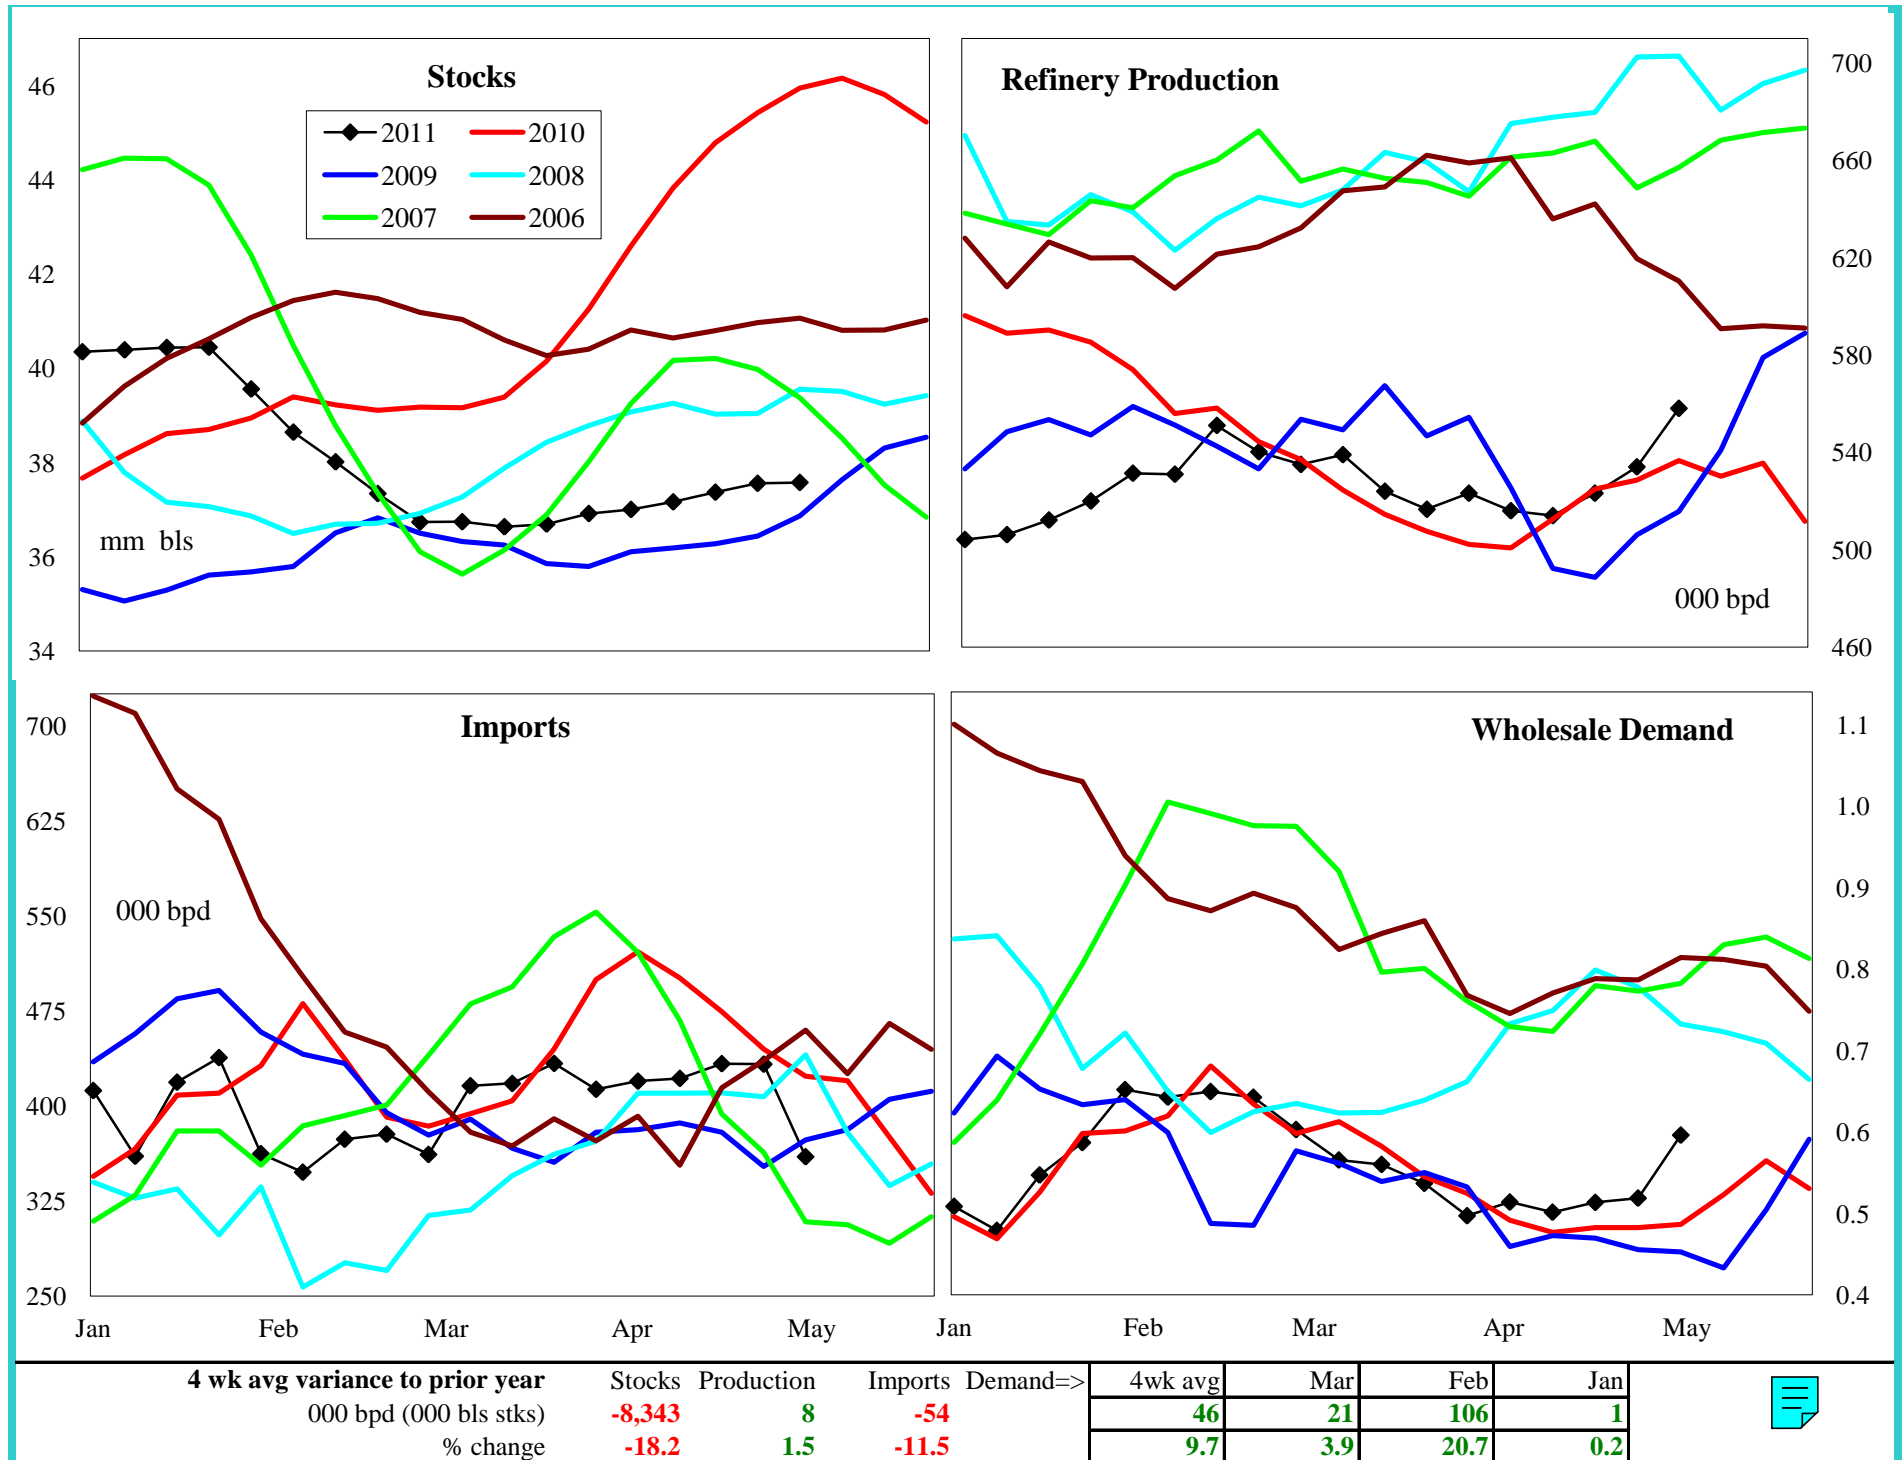 Stocks
2011 2010
2009 2008
2007 2006
46
44
42
40
38
36
34
mm bls
Refinery Production
700
660
620
580
540
500
460
000 bpd
Imports
700
625
550
475
400
325
250
000 bpd
Jan Feb Mar Apr May
Wholesale Demand
1.1
1.0
0.9
0.8
0.7
0.6
0.5
0.4
Jan Feb Mar Apr May
4 wk avg variance to prior year Stocks Production Imports Demand=> 4wk avg Mar Feb Jan
000 bpd (000 bls stks) -8,343 8 -54 46 21 106 1
% change -18.2 1.5 -11.5 9.7 3.9 20.7 0.2